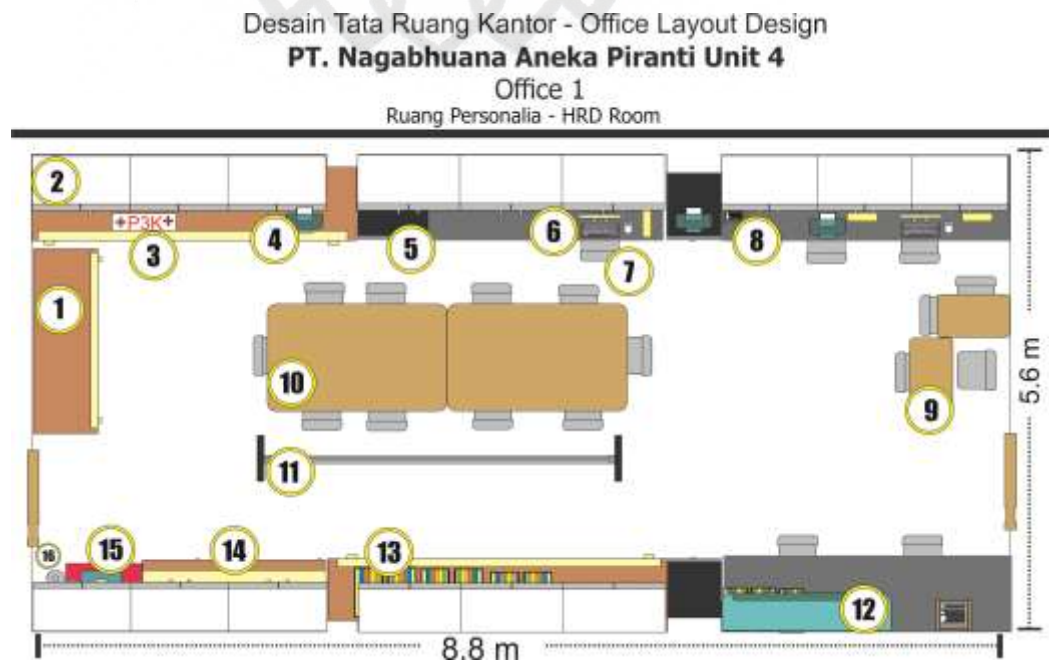 Desain Tata Ruang Kantor - Office Layout Design
PT. Nagabhuana Aneka Piranti Unit 4
Office 1
Ruang Personalia - HRD Room
2
+P3K+
3
4
5
6
7
8
1
10
9
5.6 m
11
16
15
14
13
12
8.8 m